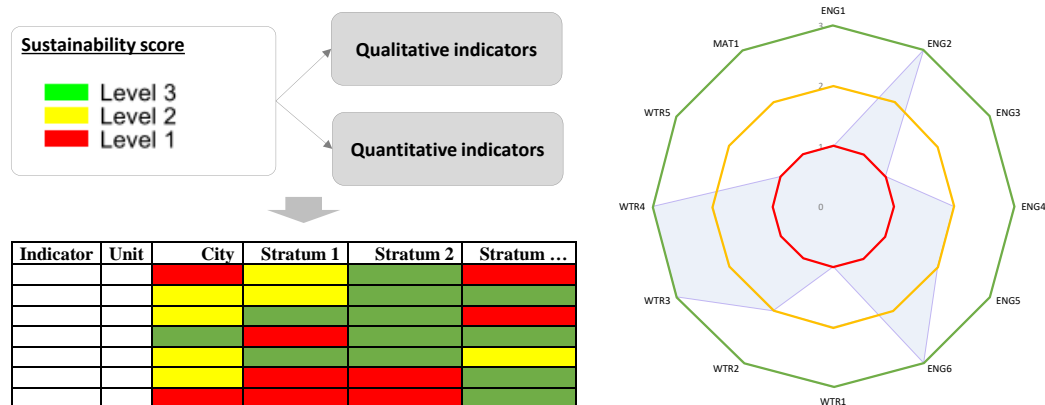 Sustainability score
Level 3
Level 2
Level 1
Qualitative indicators
Quantitative indicators
Indicator Unit City Stratum 1 Stratum 2 Stratum …
ENG1
ENG2
ENG3
ENG4
ENG5
ENG6
WTR1
WTR2
WTR3
WTR4
WTR5
MAT1
3
2
1
0